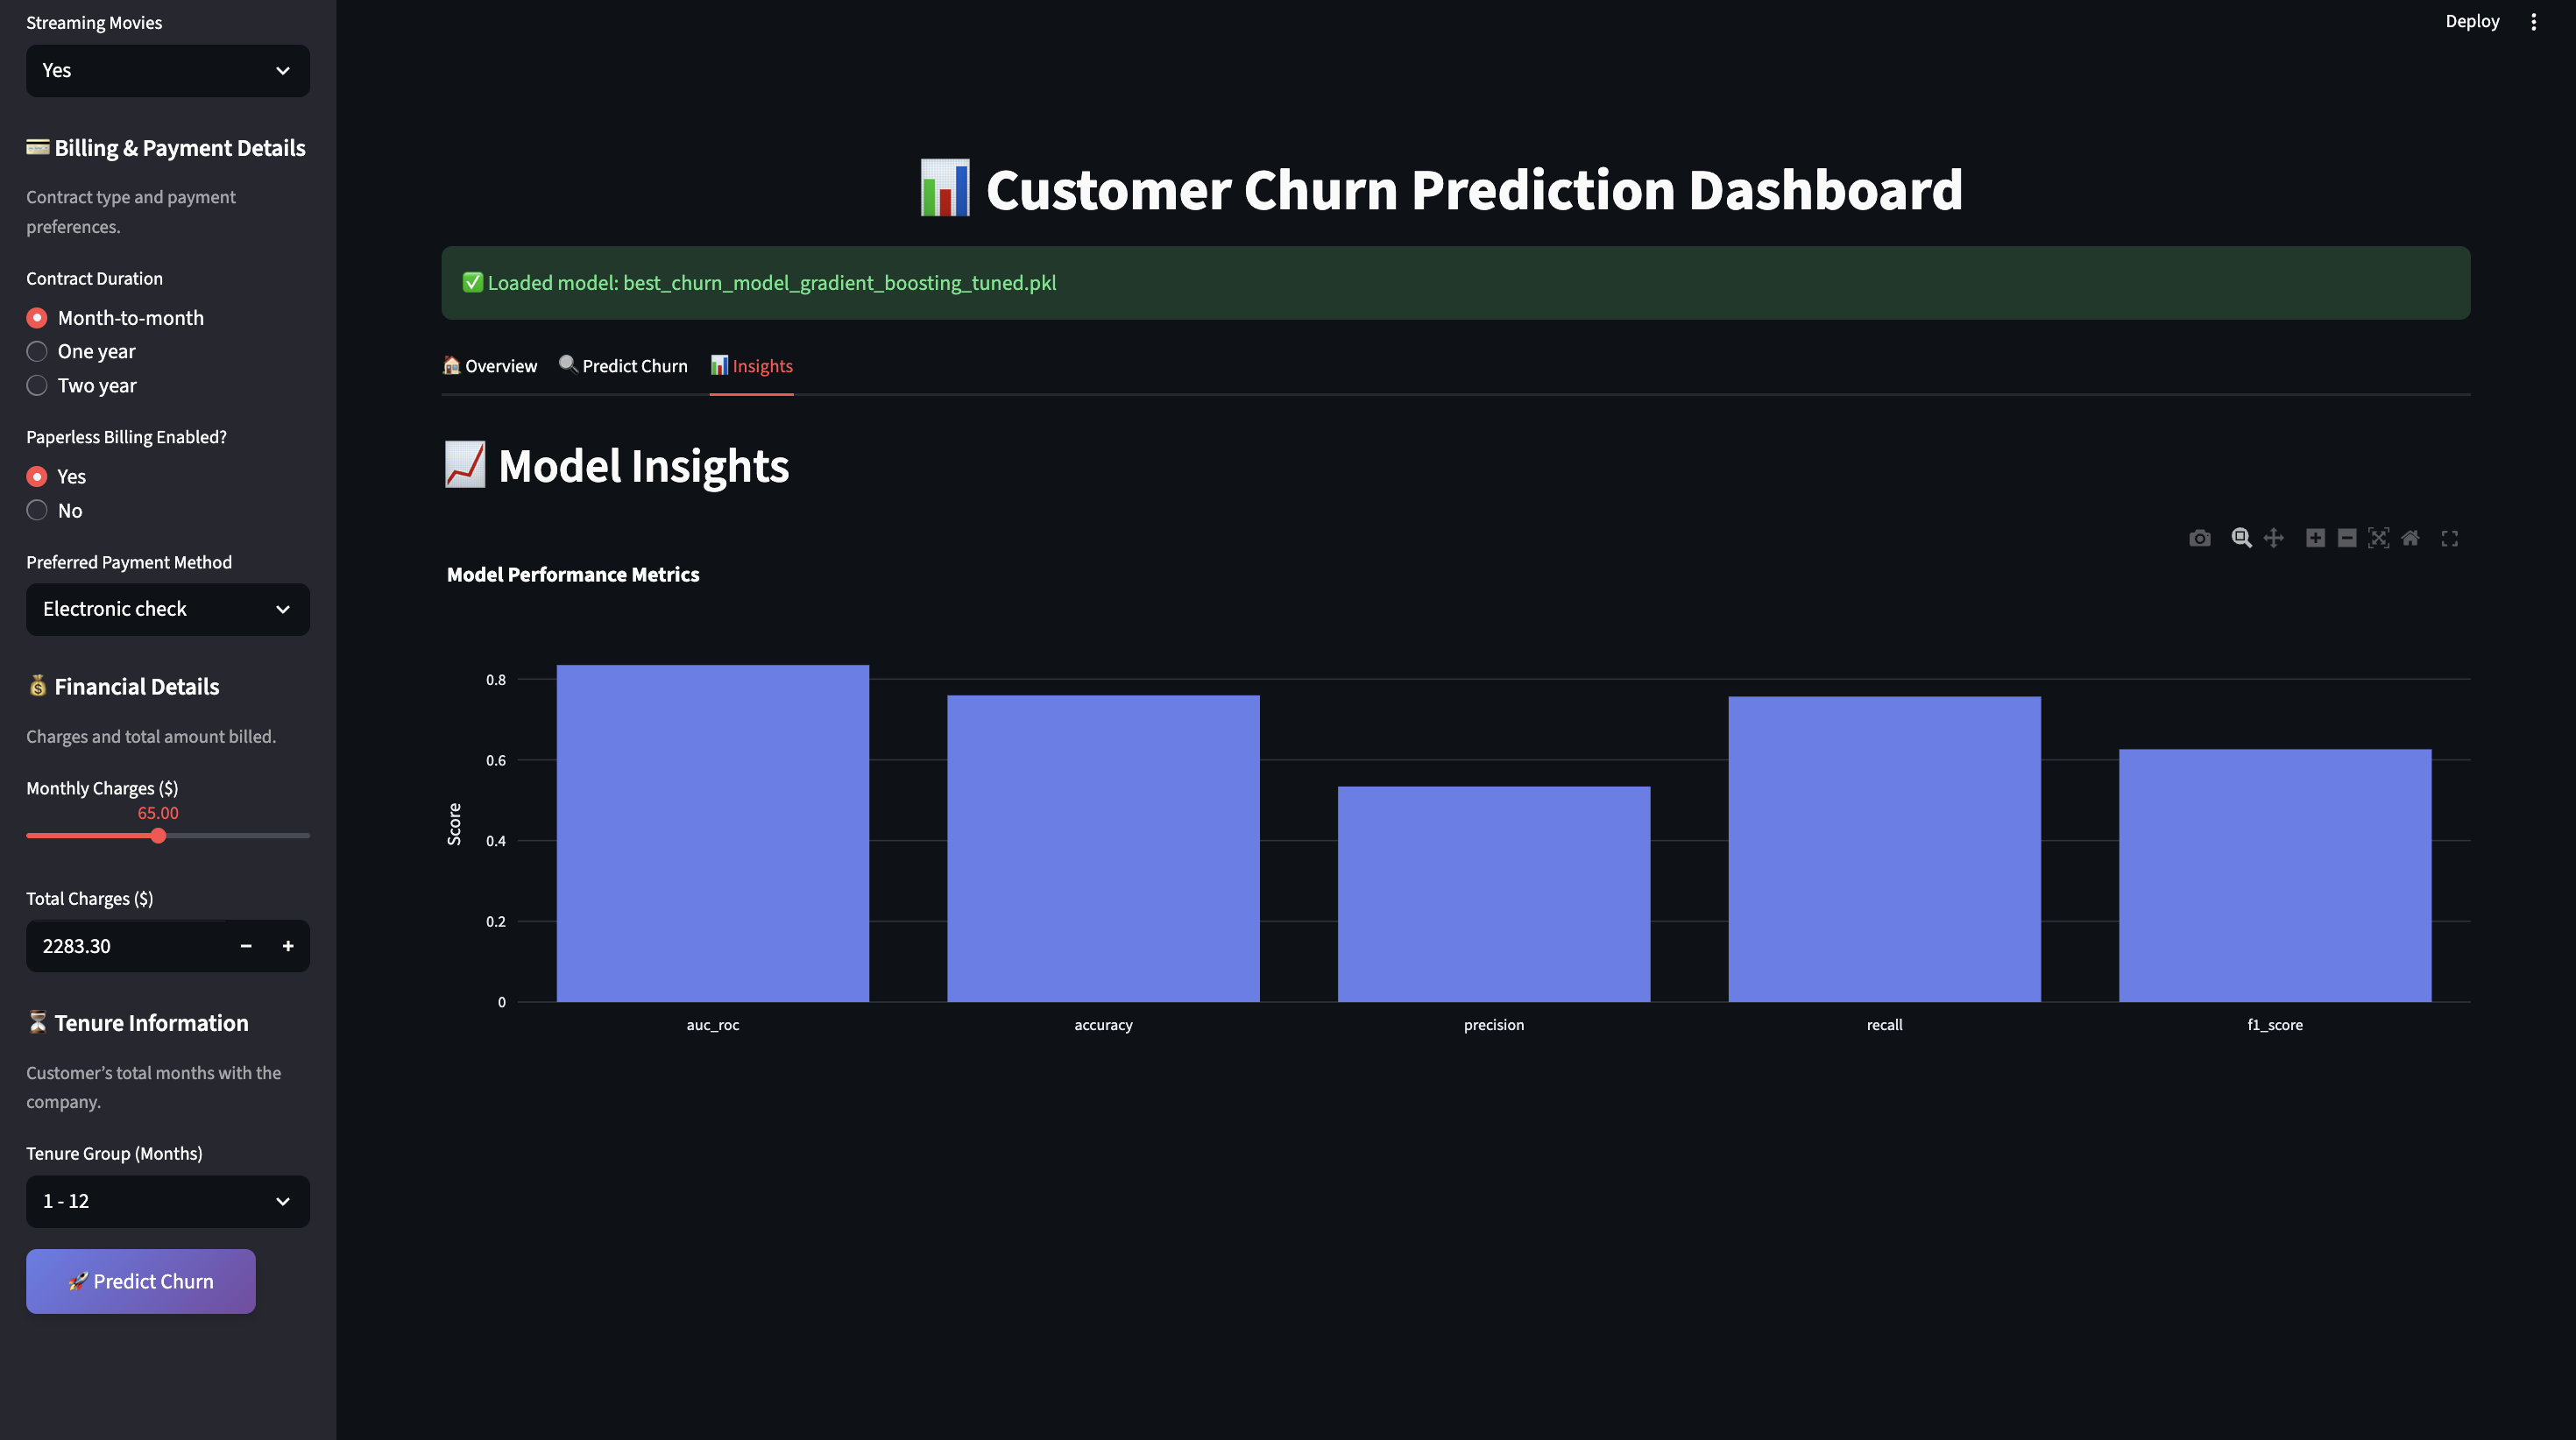 Streaming Movies
Yes
💳 Billing & Payment Details
Contract type and payment
preferences.
Contract Duration
Month-to-month
One year
Two year
Paperless Billing Enabled?
Yes
No
Preferred Payment Method
Electronic check
💰 Financial Details
Charges and total amount billed.
Monthly Charges ($)
65.00
Total Charges ($)
2283.30
⏳ Tenure Information
Customer’s total months with the
company.
Tenure Group (Months)
1 - 12
🚀 Predict Churn
Deploy
📊 Customer Churn Prediction Dashboard
✅ Loaded model: best_churn_model_gradient_boosting_tuned.pkl
🏠 Overview
🔍 Predict Churn
📊 Insights
📈 Model Insights
Model Performance Metrics
Score
0.8
0.6
0.4
0.2
0
auc_roc
accuracy
precision
recall
f1_score